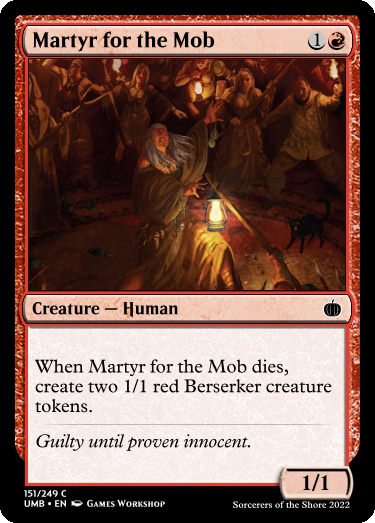 Martyr for the Mob 1
Creature — Human
When Martyr for the Mob dies,
create two 1/1 red Berserker creature
tokens.
Guilty until proven innocent.
1/1
151/249 C
UMB • EN Games Workshop Sorcerers of the Shore 2022